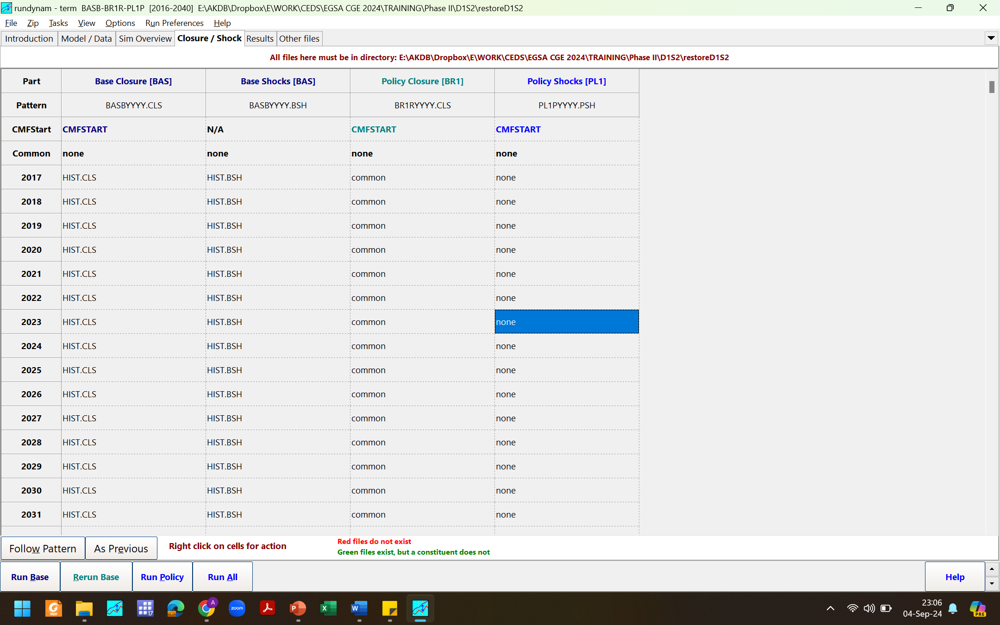 rundynam - term BASB-BR1R-PL1P [2016-2040] E:\AKDB\Dropbox\E\WORK\CEDS\EGSA CGE 2024\TRAINING\Phase II\D1S2\restoreD1S2
File Zip Tasks View Options Run Preferences Help
Introduction Model / Data Sim Overview Closure / Shock Results Other files
All files here must be in directory: E:\AKDB\Dropbox\E\WORK\CEDS\EGSA CGE 2024\TRAINING\Phase II\D1S2\restoreD1S2
Part Base Closure [BAS] Base Shocks [BAS] Policy Closure [BR1] Policy Shocks [PL1]
Pattern BASBYYYY.CLS BASBYYYY.BSH BR1RYYYY.CLS PL1PYYYY.PSH
CMFStart CMFSTART N/A CMFSTART CMFSTART
Common none none none none
2017 HIST.CLS HIST.BSH common none
2018 HIST.CLS HIST.BSH common none
2019 HIST.CLS HIST.BSH common none
2020 HIST.CLS HIST.BSH common none
2021 HIST.CLS HIST.BSH common none
2022 HIST.CLS HIST.BSH common none
2023 HIST.CLS HIST.BSH common none
2024 HIST.CLS HIST.BSH common none
2025 HIST.CLS HIST.BSH common none
2026 HIST.CLS HIST.BSH common none
2027 HIST.CLS HIST.BSH common none
2028 HIST.CLS HIST.BSH common none
2029 HIST.CLS HIST.BSH common none
2030 HIST.CLS HIST.BSH common none
2031 HIST.CLS HIST.BSH common none
Follow Pattern As Previous Right click on cells for action
Red files do not exist
Green files exist, but a constituent does not
Run Base Rerun Base Run Policy Run All Help
PDF 17 A zoom P X W
23:06
04-Sep-24
PRE